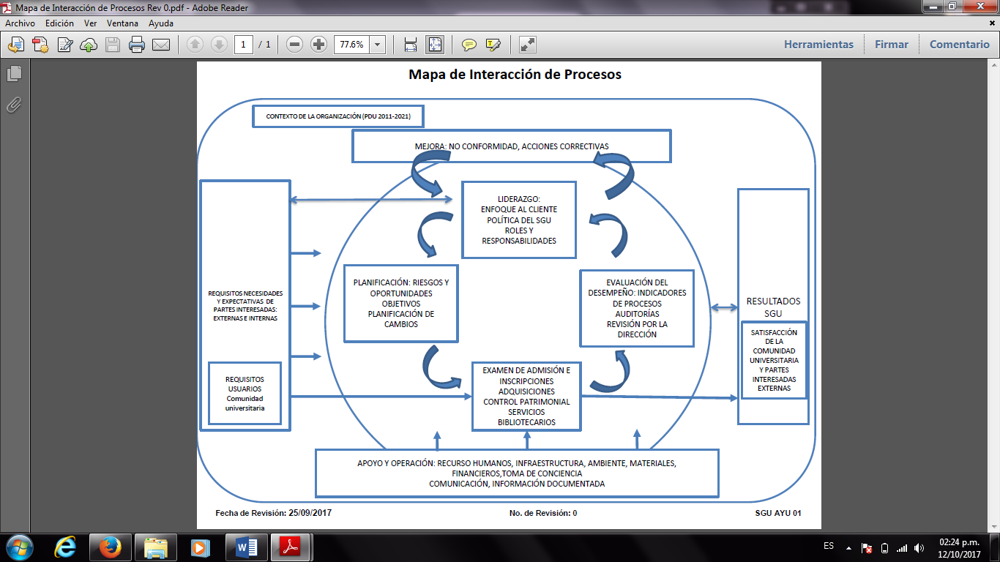 Mapa de Interacción de Procesos Rev 0.pdf - Adobe Reader
Archivo Edición Ver Ventana Ayuda
1 / 1
77.6%
Herramientas Firmar Comentario
Mapa de Interacción de Procesos
CONTEXTO DE LA ORGANIZACIÓN (PDU 2011-2021)
MEJORA: NO CONFORMIDAD, ACCIONES CORRECTIVAS
LIDERAZGO:
ENFOQUE AL CLIENTE
POLÍTICA DEL SGU
ROLES Y
RESPONSABILIDADES
REQUISITOS NECESIDADES
Y EXPECTATIVAS DE
PARTES INTERESADAS:
EXTERNAS E INTERNAS
REQUISITOS
USUARIOS
Comunidad
universitaria
PLANIFICACIÓN: RIESGOS Y
OPORTUNIDADES
OBJETIVOS
PLANIFICACIÓN DE
CAMBIOS
EVALUACIÓN DEL
DESEMPEÑO: INDICADORES
DE PROCESOS
AUDITORÍAS
REVISIÓN POR LA
DIRECCIÓN
RESULTADOS
SGU
SATISFACCIÓN
DE LA
COMUNIDAD
UNIVERSITARIA
Y PARTES
INTERESADAS
EXTERNAS
EXAMEN DE ADMISIÓN E
INSCRIPCIONES
ADQUISICIONES
CONTROL PATRIMONIAL
SERVICIOS
BIBLIOTECARIOS
APOYO Y OPERACIÓN: RECURSO HUMANOS, INFRAESTRUCTURA, AMBIENTE, MATERIALES,
FINANCIEROS,TOMA DE CONCIENCIA
COMUNICACIÓN, INFORMACIÓN DOCUMENTADA
Fecha de Revisión: 25/09/2017 No. de Revisión: 0 SGU AYU 01
ES
02:24 p.m.
12/10/2017